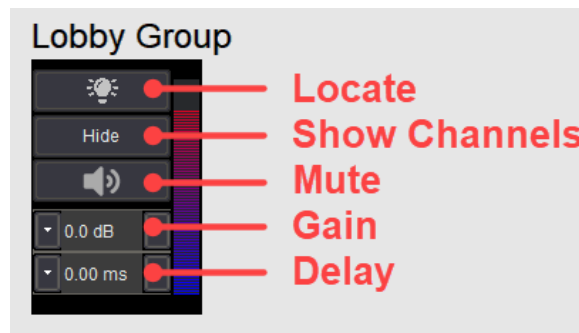 Lobby Group
Locate
Hide
Show Channels
Mute
0.0 dB
Gain
0.00 ms
Delay